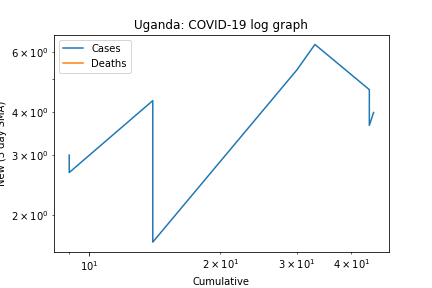 Uganda: COVID-19 log graph
Cases
Deaths
6 × 10⁰
4 × 10⁰
3 × 10⁰
2 × 10⁰
10¹
2 × 10¹
3 × 10¹
4 × 10¹
Cumulative
New (3 day SMA)